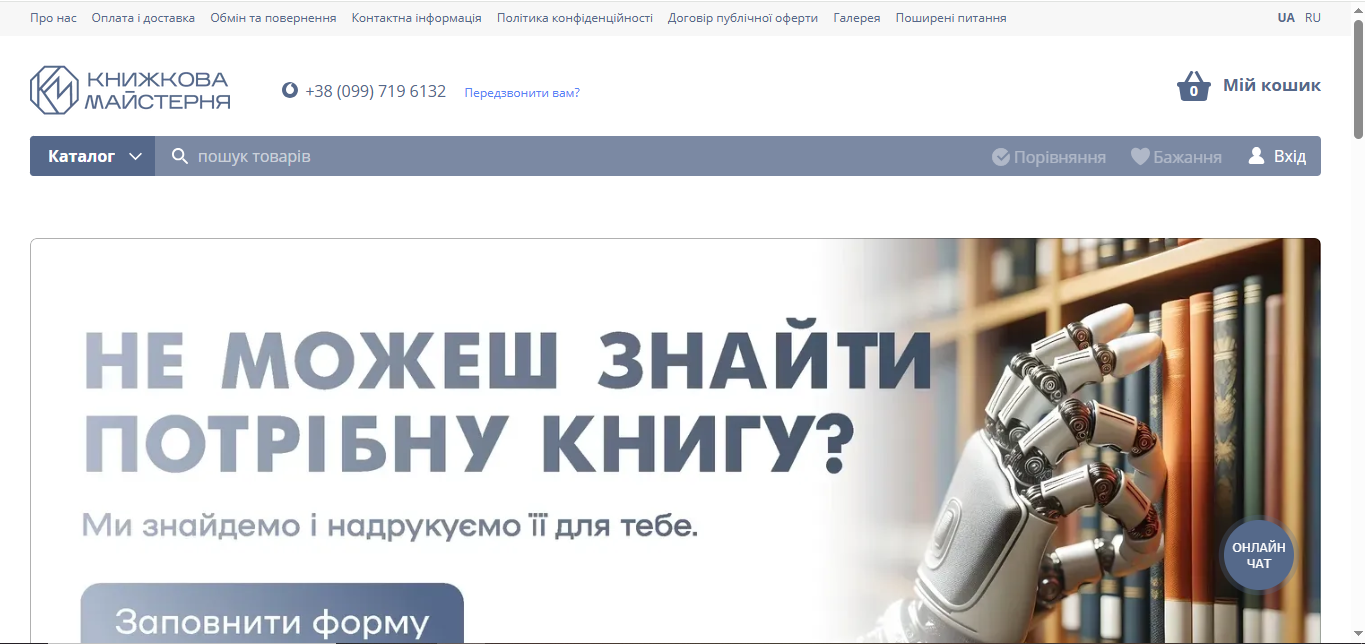 Про нас Оплата і доставка Обмін та повернення Контактна інформація Політика конфіденційності Договір публічної оферти Галерея Поширені питання UA RU
КНИЖКОВА
МАЙСТЕРНЯ
+38 (099) 719 6132 Передзвонити вам?
0 Мій кошик
Каталог пошук товарів Порівняння Бажання Вхід
НЕ МОЖЕШ ЗНАЙТИ
ПОТРІБНУ КНИГУ?
Ми знайдемо і надрукуємо її для тебе.
Заповнити форму
ОНЛАЙН
ЧАТ